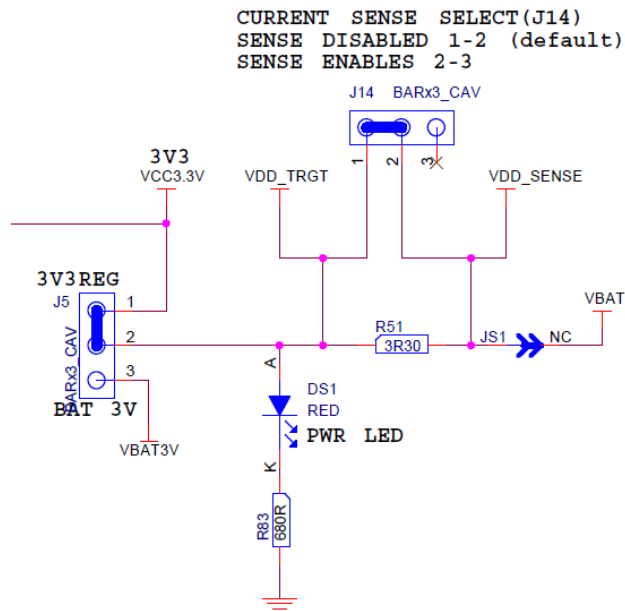 CURRENT SENSE SELECT(J14)
SENSE DISABLED 1-2 (default)
SENSE ENABLES 2-3
J14 BARx3_CAV
1 2 3
3V3
VCC3.3V
VDD_TRGT
VDD_SENSE
3V3REG
J5
1
2
3
BARx3_CAV
BAT 3V
VBAT3V
R51
3R30
JS1
NC
VBAT
A
DS1
RED
PWR LED
K
R83
680R